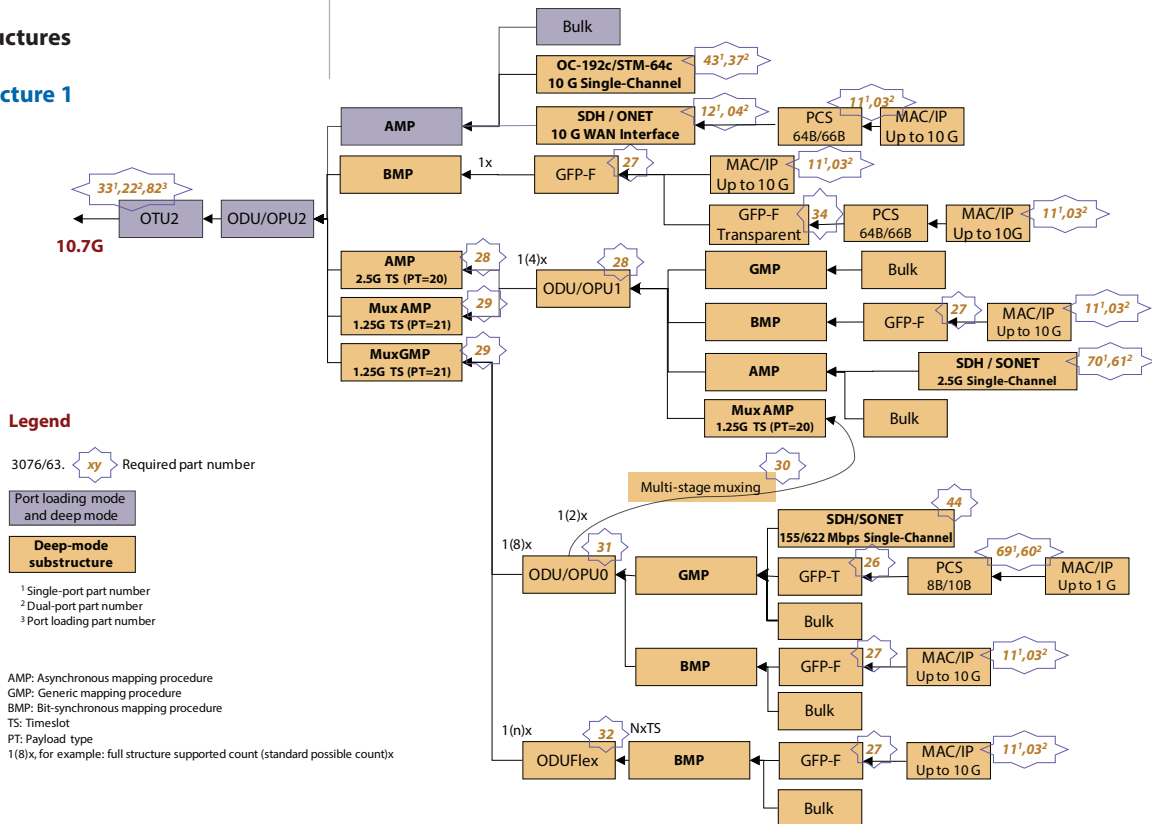 uctures
cture 1
Bulk
OC-192c/STM-64c
10 G Single-Channel
43¹,37²
AMP
SDH / ONET
10 G WAN Interface
12¹, 04²
PCS
64B/66B
11¹,03²
MAC/IP
Up to 10 G
BMP
1x
GFP-F
27
MAC/IP
Up to 10 G
11¹,03²
33¹,22²,82³
OTU2
ODU/OPU2
10.7G
GFP-F
Transparent
34
PCS
64B/66B
MAC/IP
Up to 10G
11¹,03²
AMP
2.5G TS (PT=20)
28
1(4)x
ODU/OPU1
28
GMP
Bulk
Mux AMP
1.25G TS (PT=21)
29
BMP
GFP-F
27
MAC/IP
Up to 10 G
11¹,03²
MuxGMP
1.25G TS (PT=21)
29
AMP
SDH / SONET
2.5G Single-Channel
70¹,61²
Mux AMP
1.25G TS (PT=20)
Bulk
Legend
3076/63.
xy
Required part number
Port loading mode
and deep mode
Deep-mode
substructure
¹ Single-port part number
² Dual-port part number
³ Port loading part number
Multi-stage muxing
30
1(2)x
1(8)x
ODU/OPU0
31
GMP
SDH/SONET
155/622 Mbps Single-Channel
44
GFP-T
26
PCS
8B/10B
69¹,60²
MAC/IP
Up to 1 G
Bulk
BMP
GFP-F
27
MAC/IP
Up to 10 G
11¹,03²
Bulk
1(n)x
ODUFlex
32
NxTS
BMP
GFP-F
27
MAC/IP
Up to 10 G
11¹,03²
Bulk
AMP: Asynchronous mapping procedure
GMP: Generic mapping procedure
BMP: Bit-synchronous mapping procedure
TS: Timeslot
PT: Payload type
1(8)x, for example: full structure supported count (standard possible count)x